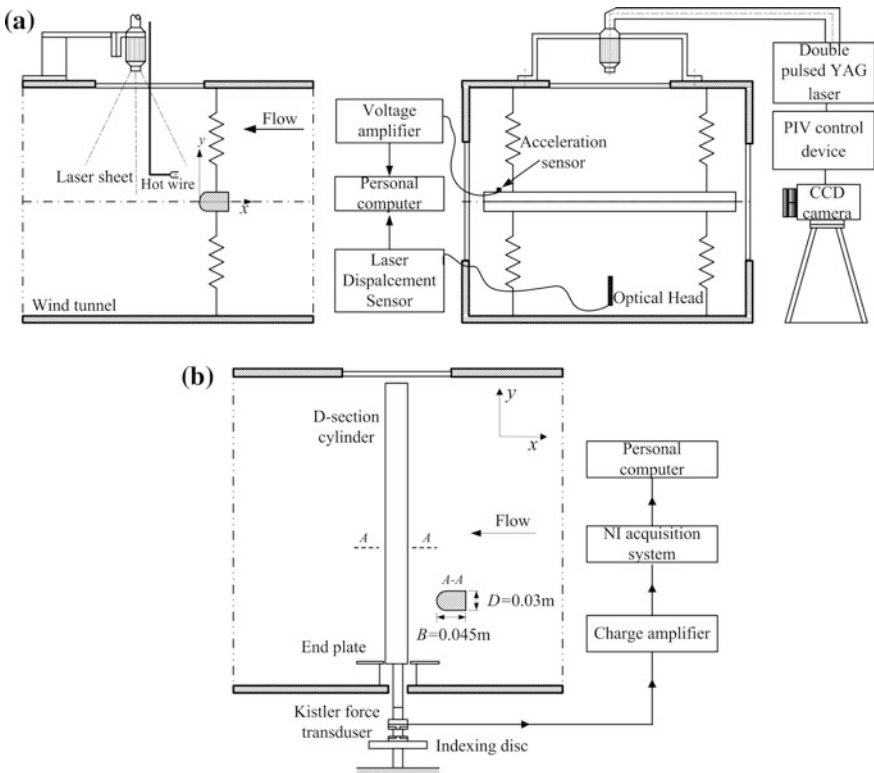 (a)
Flow
y
Laser sheet
Hot wire
x
Wind tunnel
Voltage
amplifier
Acceleration
sensor
Personal
computer
Laser
Dispalcement
Sensor
Optical Head
Double
pulsed YAG
laser
PIV control
device
CCD
camera
(b)
D-section
cylinder
y
x
Flow
A
A
A-A
D=0.03m
B=0.045m
End plate
Kistler force
transduser
Indexing disc
Personal
computer
NI acquisition
system
Charge amplifier